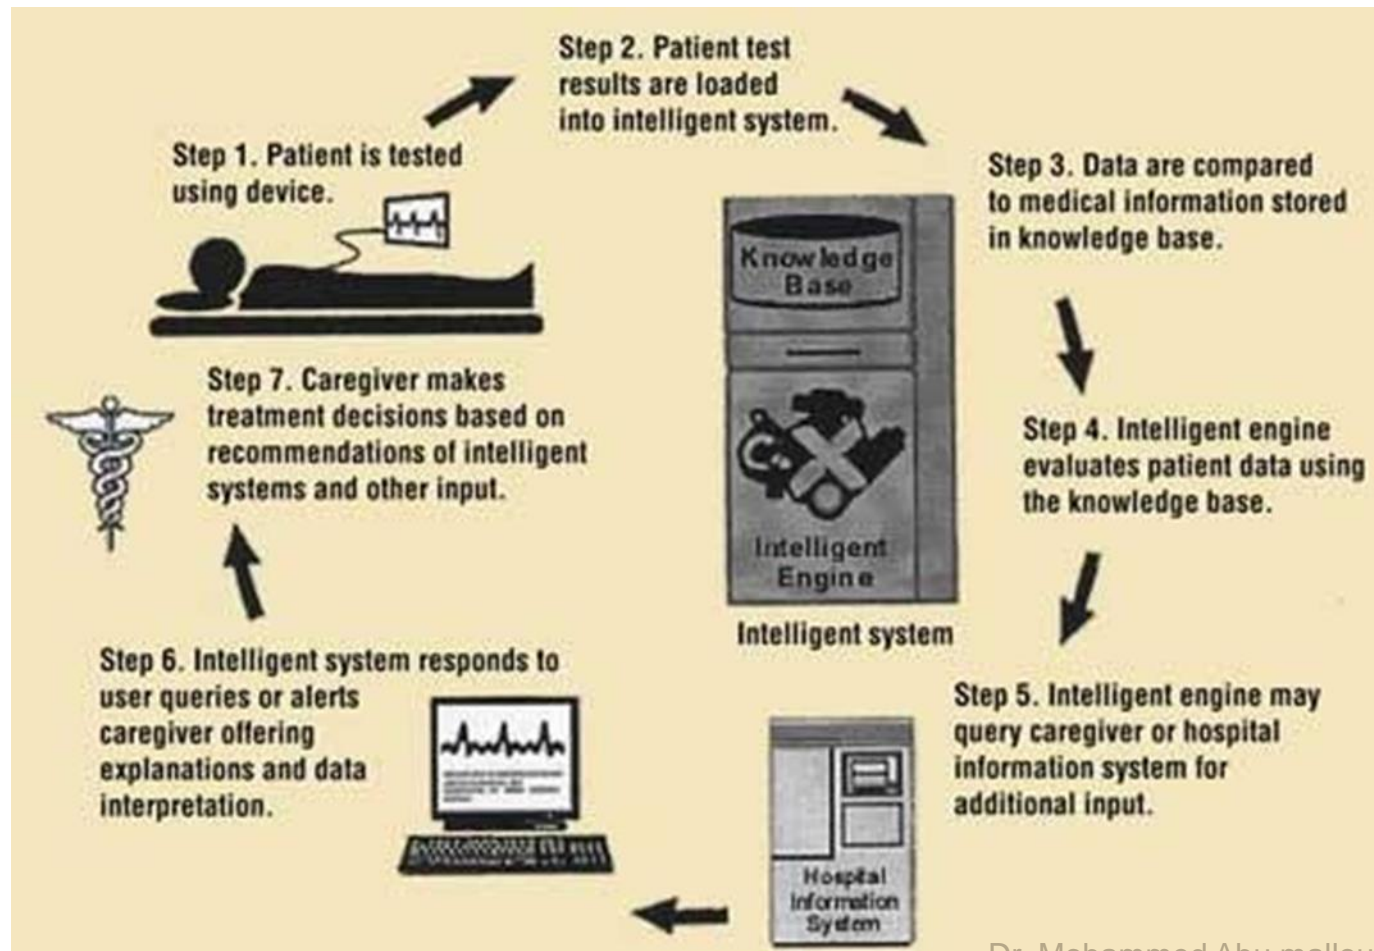 Step 1. Patient is tested
using device.
Step 2. Patient test
results are loaded
into intelligent system.
Step 3. Data are compared
to medical information stored
in knowledge base.
Knowledge
Base
Intelligent
Engine
Intelligent system
Step 4. Intelligent engine
evaluates patient data using
the knowledge base.
Step 5. Intelligent engine may
query caregiver or hospital
information system for
additional input.
Hospital
Information
System
Step 6. Intelligent system responds to
user queries or alerts
caregiver offering
explanations and data
interpretation.
Step 7. Caregiver makes
treatment decisions based on
recommendations of intelligent
systems and other input.
Dr. Mohammed Abu